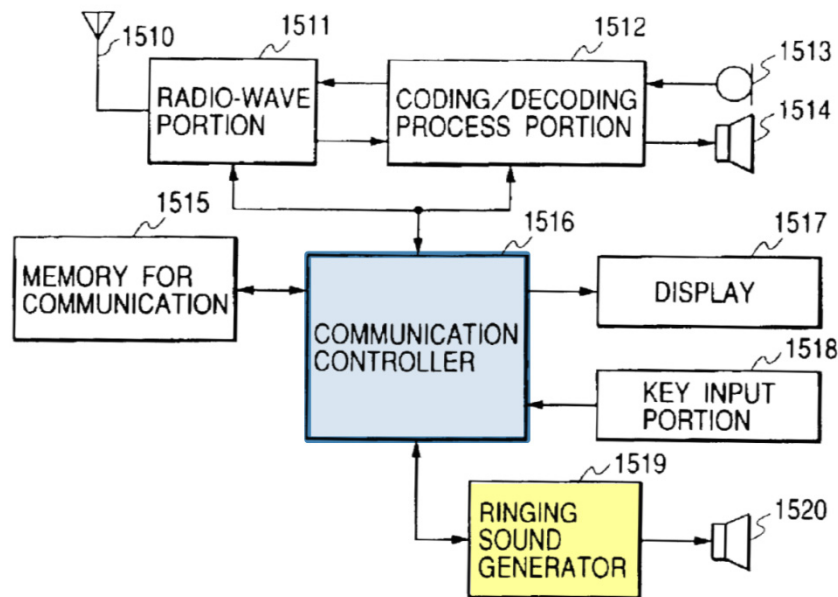 1510
1511
1512
1513
RADIO-WAVE
PORTION
CODING/DECODING
PROCESS PORTION
1514
1515
1516
1517
MEMORY FOR
COMMUNICATION
COMMUNICATION
CONTROLLER
DISPLAY
1518
KEY INPUT
PORTION
1519
1520
RINGING
SOUND
GENERATOR